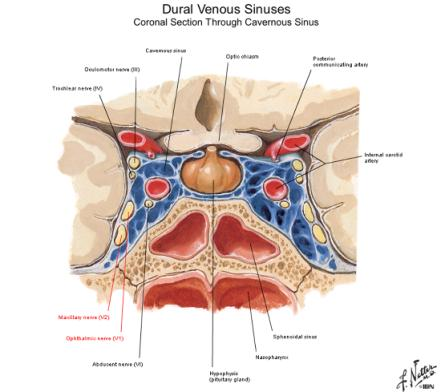 Dural Venous Sinuses
Coronal Section Through Cavernous Sinus
Cavernous sinus
Optic chiasm
Posterior
communicating artery
Oculomotor nerve (III)
Trochlear nerve (IV)
Internal carotid
artery
Maxillary nerve (V2)
Ophthalmic nerve (V1)
Abducent nerve (VI)
Hypophysis
(pituitary gland)
Sphenoidal sinus
Nasopharynx